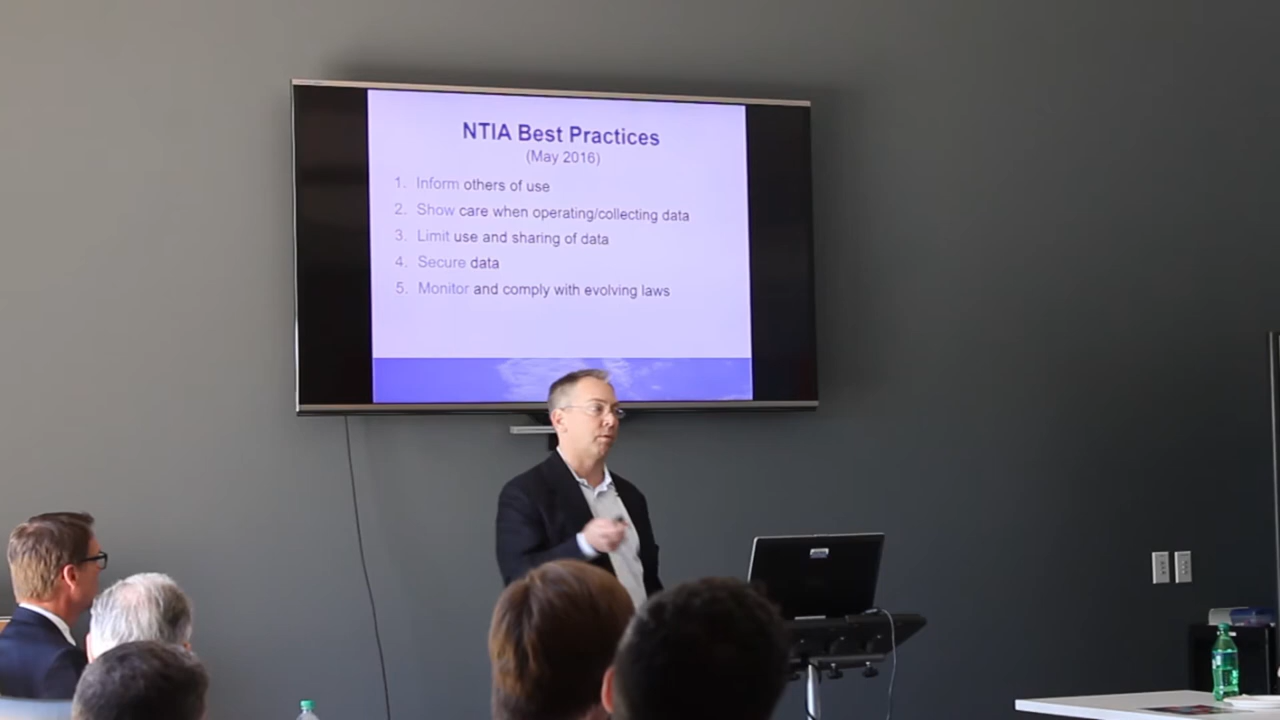 NTIA Best Practices
(May 2016)
1. Inform others of use
2. Show care when operating/collecting data
3. Limit use and sharing of data
4. Secure data
5. Monitor and comply with evolving laws